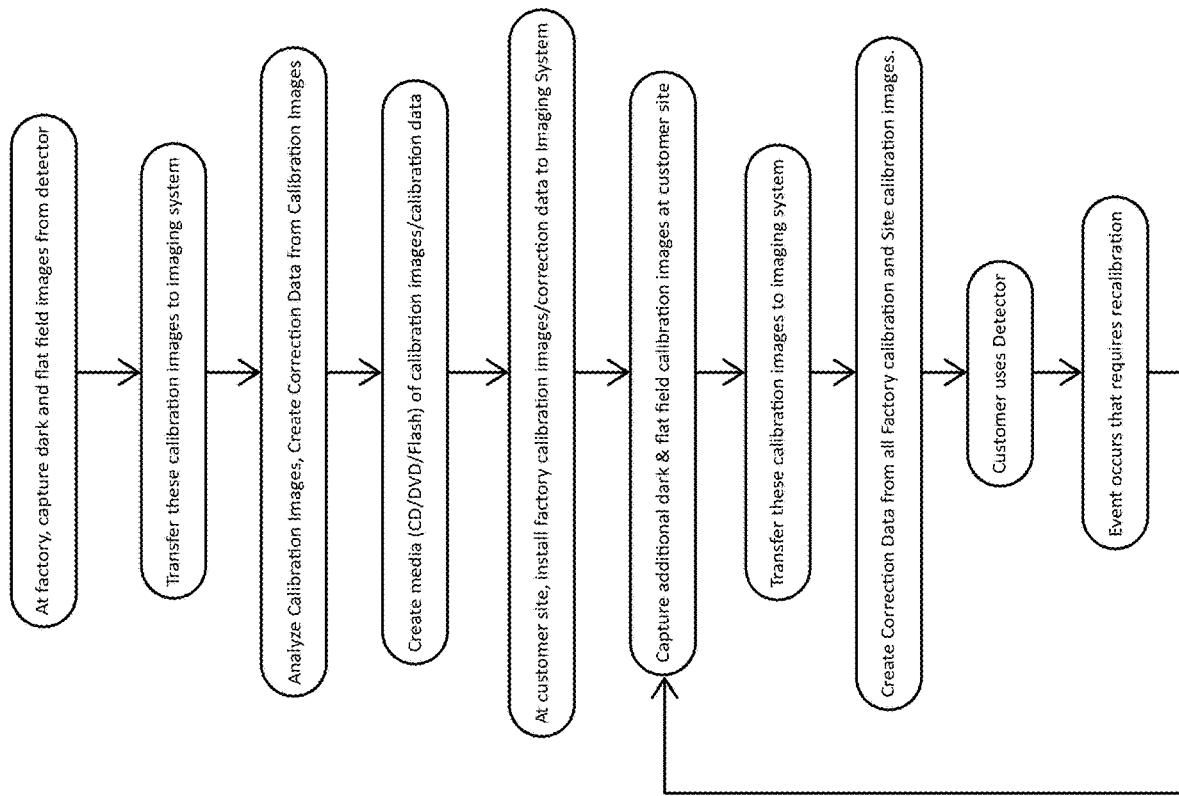 At factory, capture dark and flat field images from detector
Transfer these calibration images to imaging system
Analyze Calibration Images, Create Correction Data from Calibration Images
Create media (CD/DVD/Flash) of calibration images/calibration data
At customer site, install factory calibration images/correction data to Imaging System
Capture additional dark & flat field calibration images at customer site
Transfer these calibration images to imaging system
Create Correction Data from all Factory calibration and Site calibration images.
Customer uses Detector
Event occurs that requires recalibration